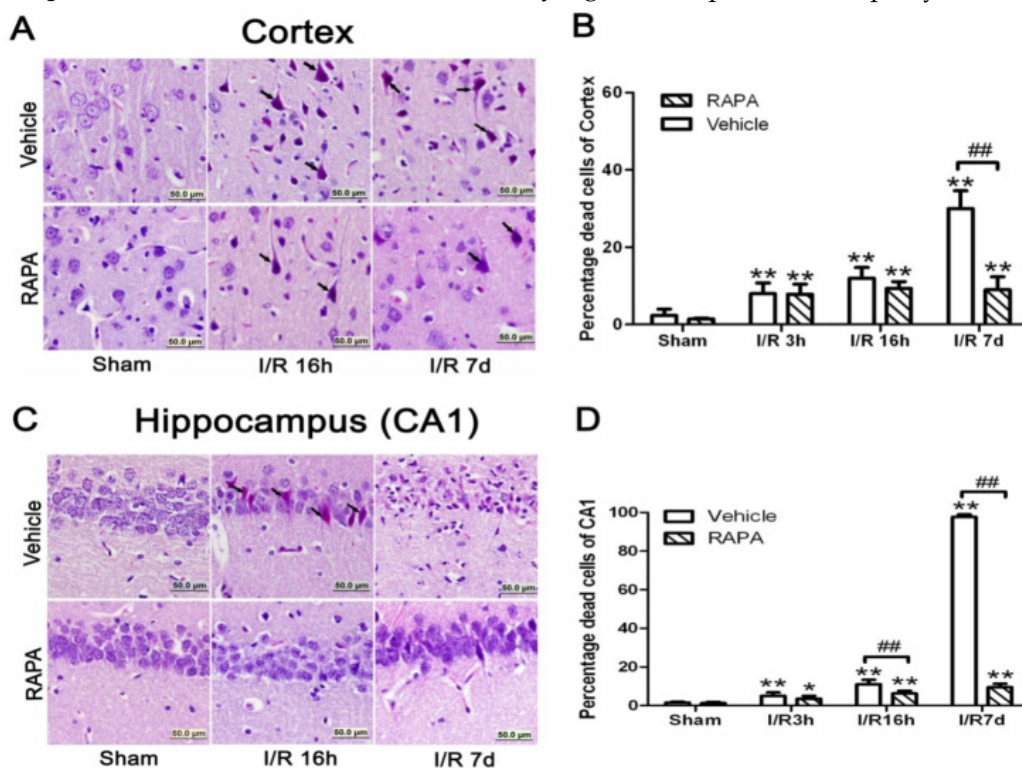 A
Cortex
Vehicle
50.0 µm
50.0 µm
50.0 µm
RAPA
50.0 µm
50.0 µm
50.0 µm
Sham
I/R 16h
I/R 7d
B
Percentage dead cells of Cortex
60
40
20
0
RAPA
Vehicle
** **
** **
**
##
**
Sham
I/R 3h
I/R 16h
I/R 7d
C
Hippocampus (CA1)
Vehicle
50.0 µm
50.0 µm
50.0 µm
RAPA
50.0 µm
50.0 µm
50.0 µm
Sham
I/R 16h
I/R 7d
D
Percentage dead cells of CA1
100
80
60
40
20
0
Vehicle
RAPA
** *
##
** **
##
**
**
Sham
I/R3h
I/R16h
I/R7d